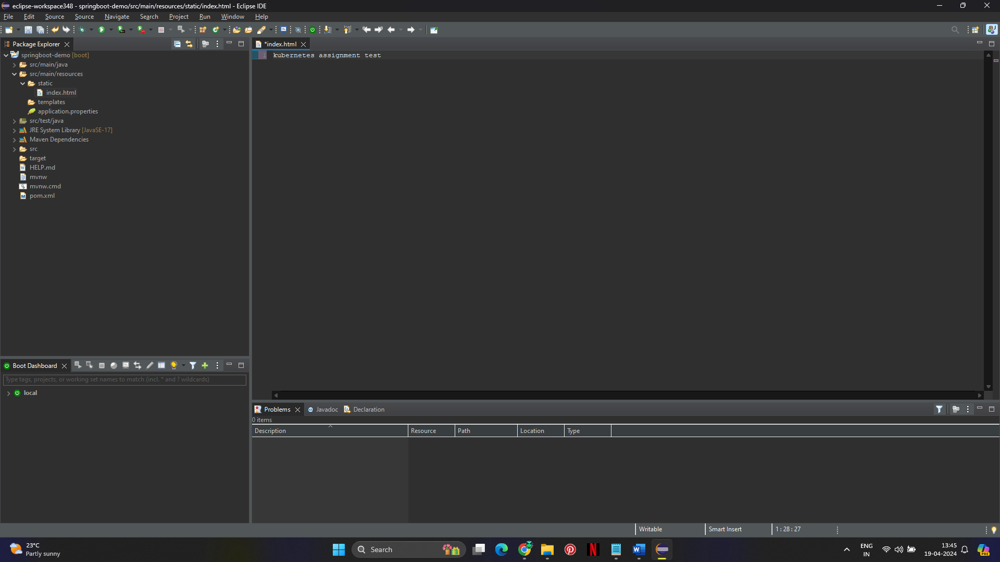 eclipse-workspace348 - springboot-demo/src/main/resources/static/index.html - Eclipse IDE
File Edit Source Source Navigate Search Project Run Window Help
Package Explorer
springboot-demo [boot]
src/main/java
src/main/resources
static
index.html
templates
application.properties
src/test/java
JRE System Library [JavaSE-17]
Maven Dependencies
src
target
HELP.md
mvnw
mvnw.cmd
pom.xml
*index.html
1 kubernetes assignment test
Boot Dashboard
Type tags, projects, or working set names to match (incl. * and ? wildcards)
local
Problems Javadoc Declaration
0 items
Description Resource Path Location Type
Writable Smart Insert 1 : 28 : 27
23°C
Partly sunny
Search
ENG
IN
13:45
19-04-2024